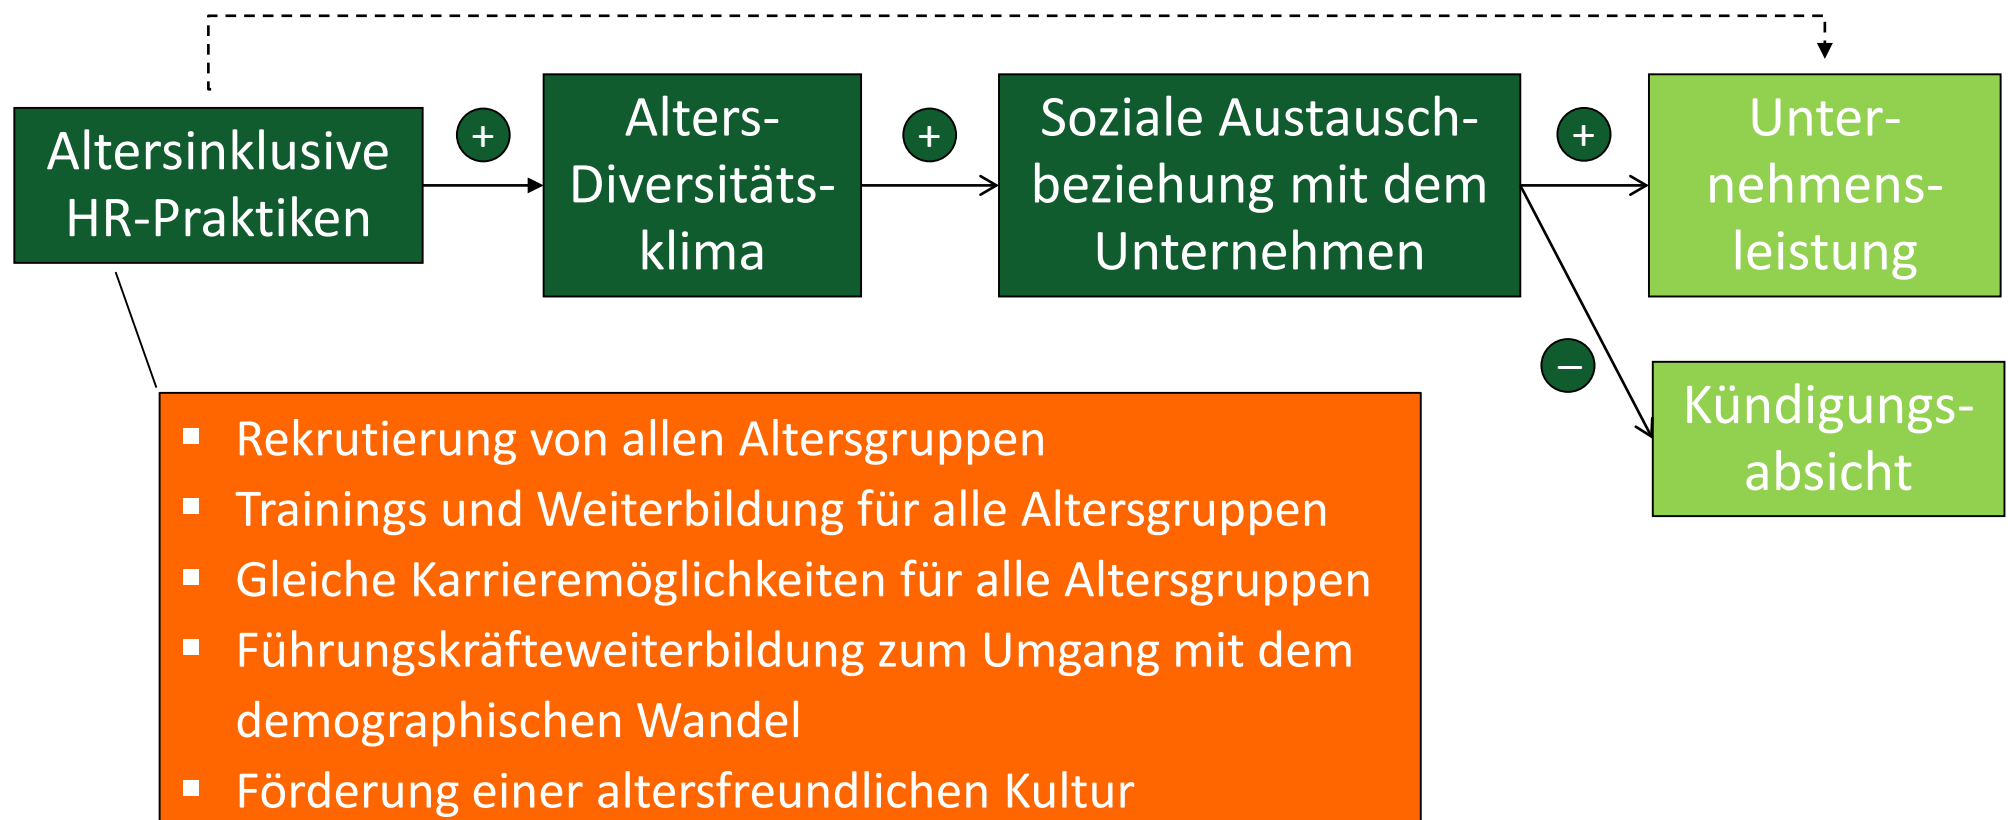 Altersinklusive
HR-Praktiken
+
Alters-
Diversitäts-
klima
+
Soziale Austausch-
beziehung mit dem
Unternehmen
+
Unter-
nehmens-
leistung
–
Kündigungs-
absicht
▪ Rekrutierung von allen Altersgruppen
▪ Trainings und Weiterbildung für alle Altersgruppen
▪ Gleiche Karrieremöglichkeiten für alle Altersgruppen
▪ Führungskräfteweiterbildung zum Umgang mit dem
demographischen Wandel
▪ Förderung einer altersfreundlichen Kultur